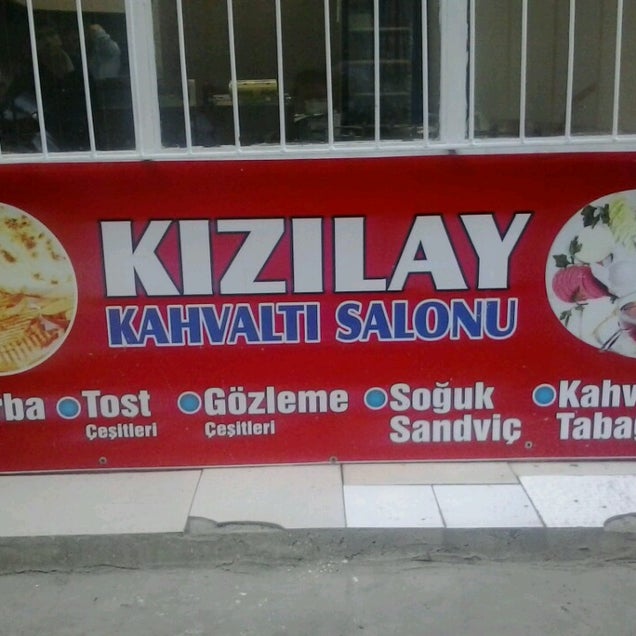 KIZILAY
KAHVALTI SALONU
Tost
Çeşitleri
Gözleme
Çeşitleri
Soğuk
Sandviç